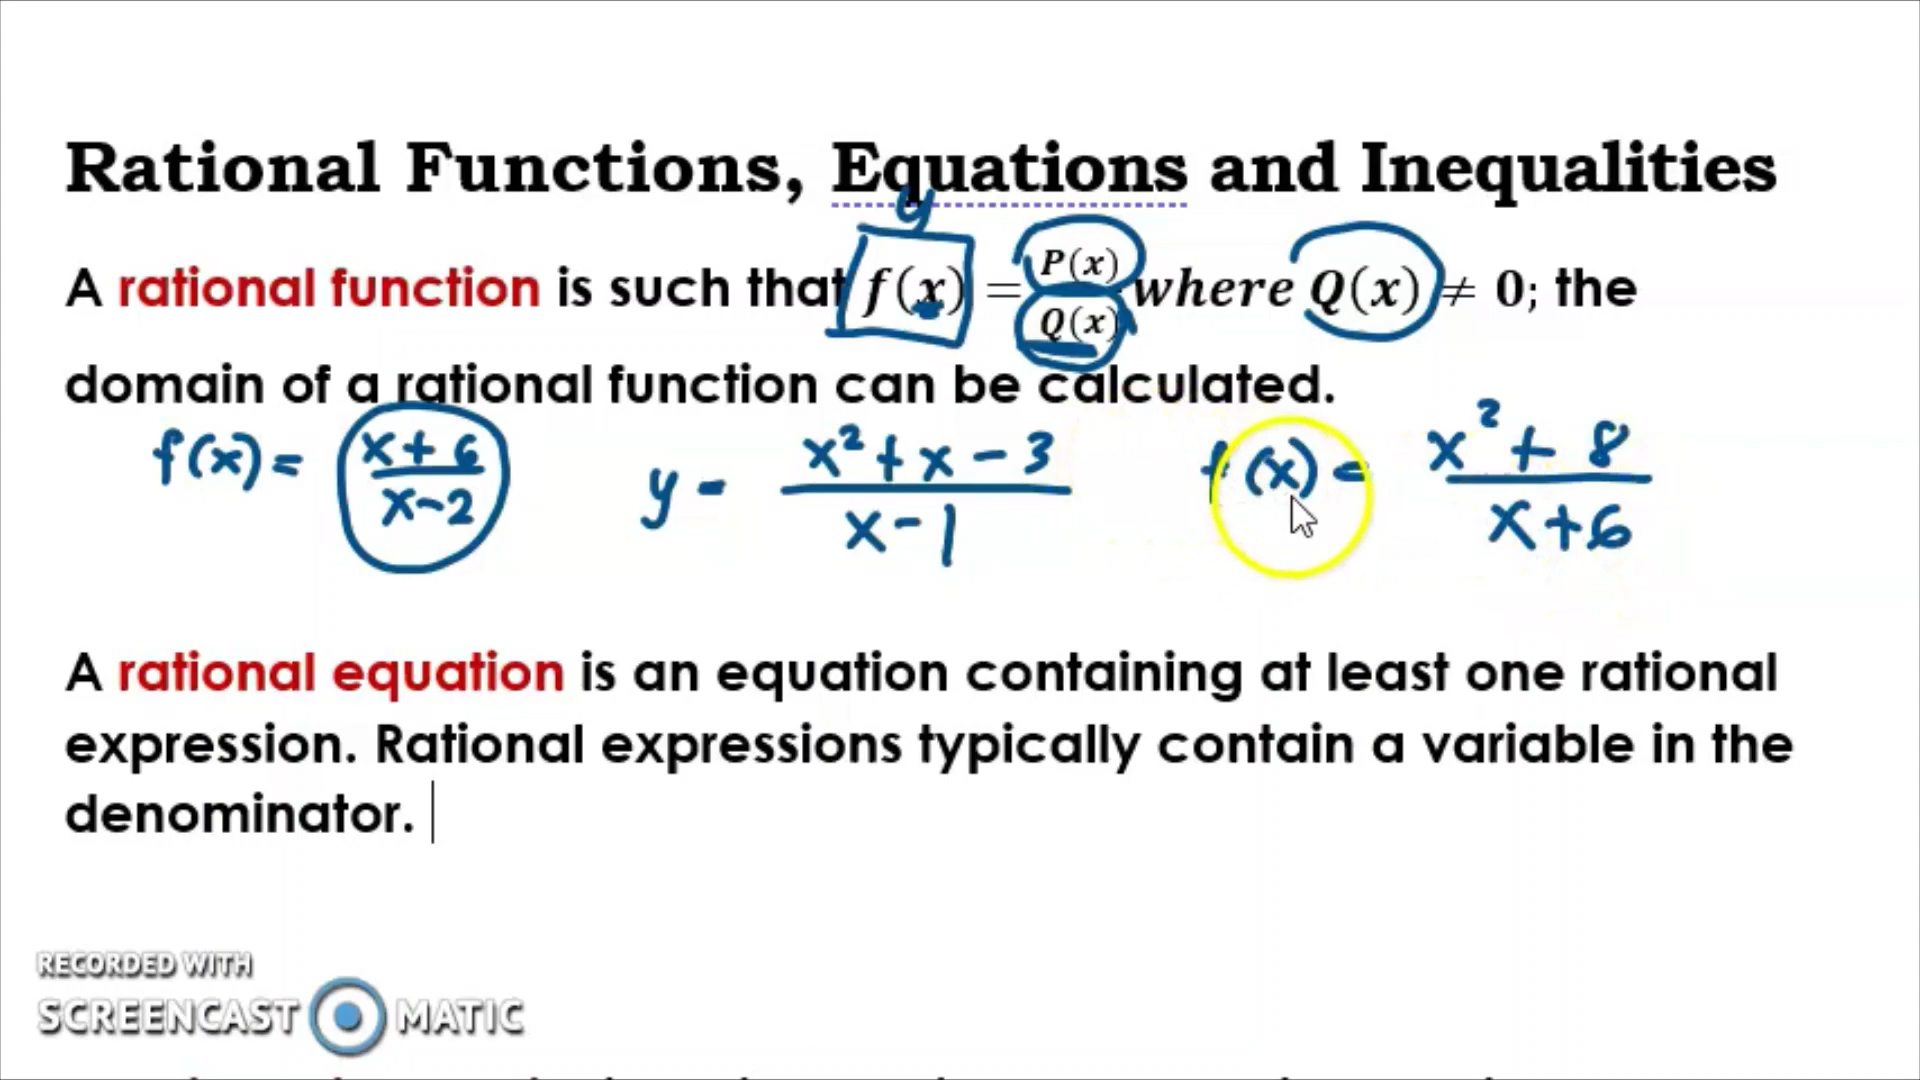 Rational Functions, Equations and Inequalities
y
A rational function is such that f(x) = P(x)/Q(x) where Q(x) ≠ 0; the
domain of a rational function can be calculated.
f(x) = x+6/x-2 y = x²+x-3/x-1 f(x) = x²+8/x+6
A rational equation is an equation containing at least one rational
expression. Rational expressions typically contain a variable in the
denominator.
RECORDED WITH
SCREENCAST MATIC